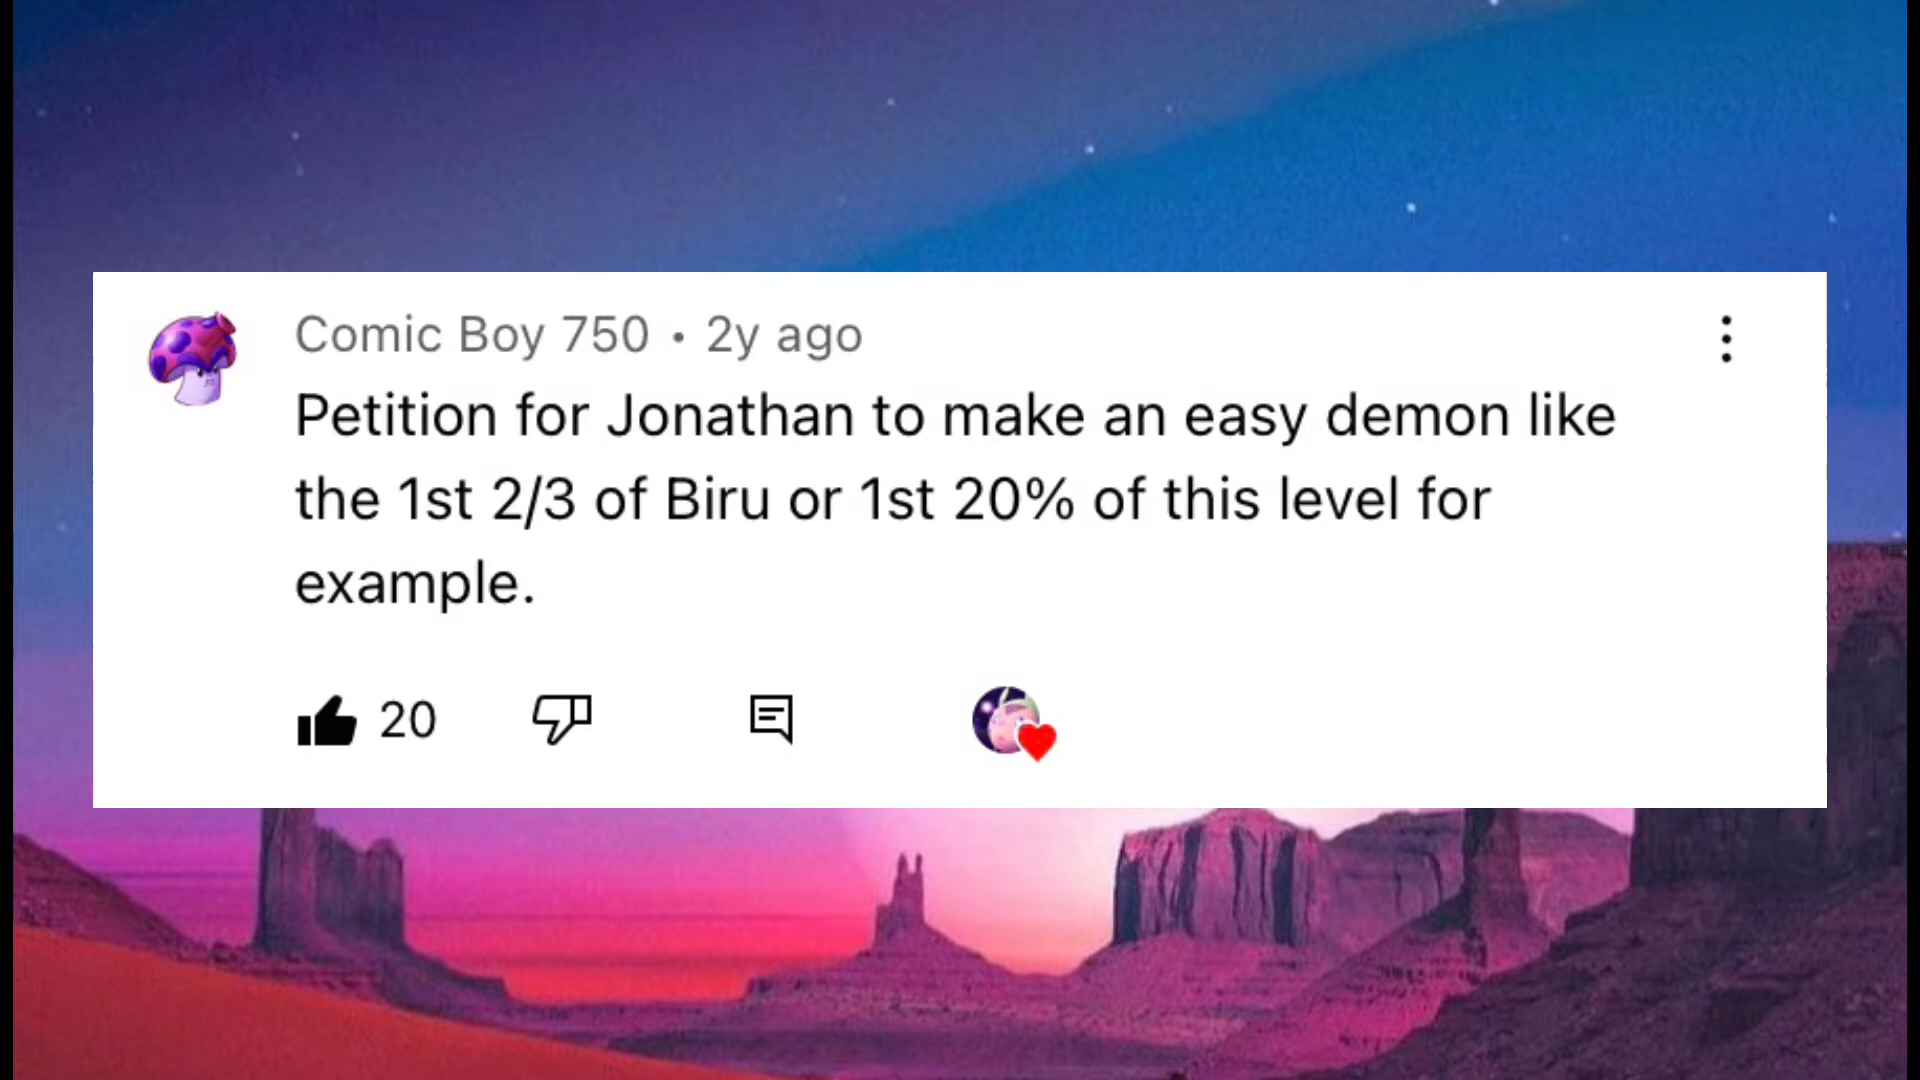 Comic Boy 750 • 2y ago
Petition for Jonathan to make an easy demon like
the 1st 2/3 of Biru or 1st 20% of this level for
example.
20